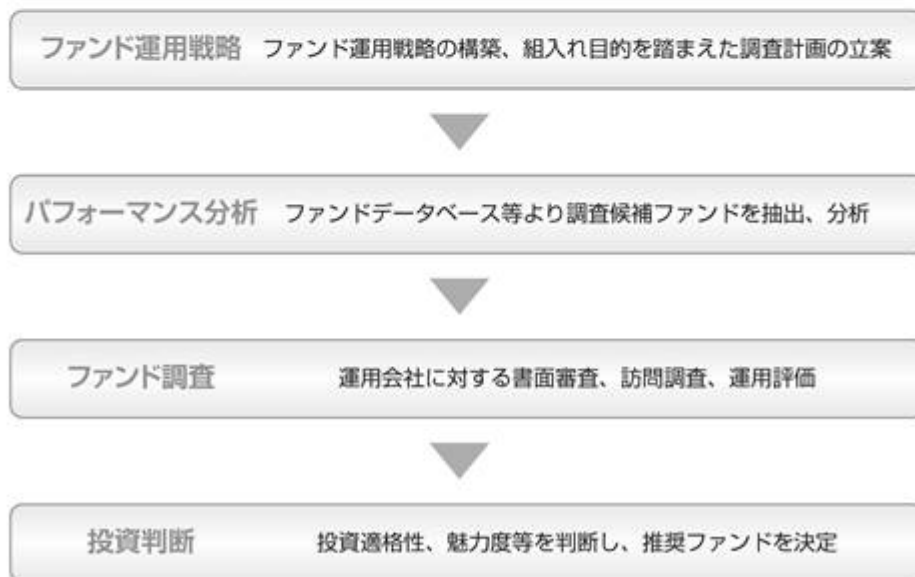 ファンド運用戦略 ファンド運用戦略の構築、組入れ目的を踏まえた調査計画の立案
パフォーマンス分析 ファンドデータベース等より調査候補ファンドを抽出、分析
ファンド調査 運用会社に対する書面審査、訪問調査、運用評価
投資判断 投資適格性、魅力度等を判断し、推奨ファンドを決定